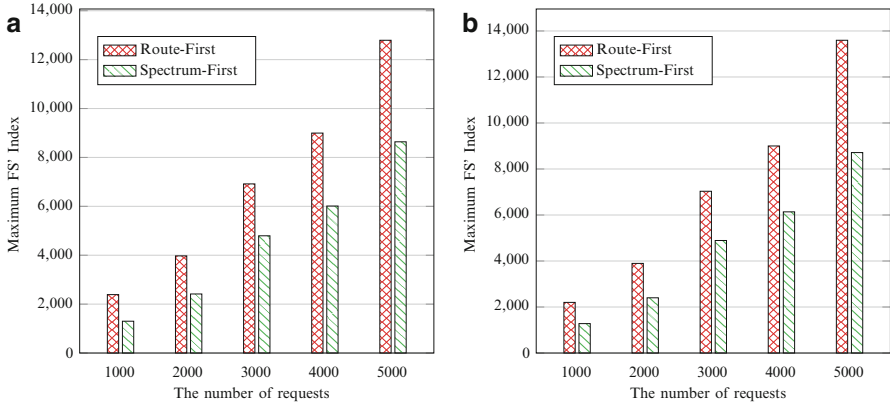 a
14,000
12,000
10,000
8,000
6,000
4,000
2,000
0
Maximum FS' Index
Route-First
Spectrum-First
1000 2000 3000 4000 5000
The number of requests
b
14,000
12,000
10,000
8,000
6,000
4,000
2,000
0
Maximum FS' Index
Route-First
Spectrum-First
1000 2000 3000 4000 5000
The number of requests